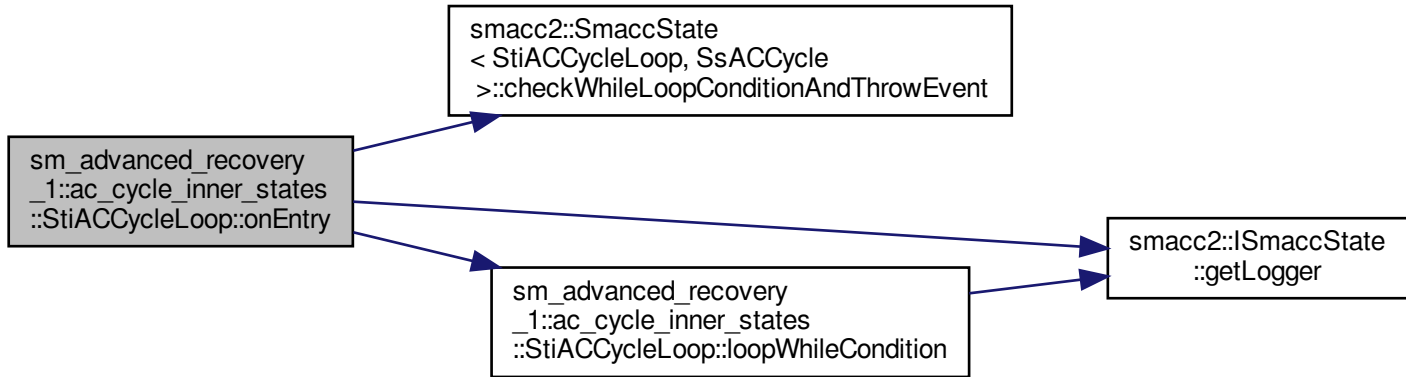 smacc2::SmaccState
< StiACCycleLoop, SsACCycle
>::checkWhileLoopConditionAndThrowEvent
sm_advanced_recovery
_1::ac_cycle_inner_states
::StiACCycleLoop::onEntry
smacc2::ISmaccState
::getLogger
sm_advanced_recovery
_1::ac_cycle_inner_states
::StiACCycleLoop::loopWhileCondition